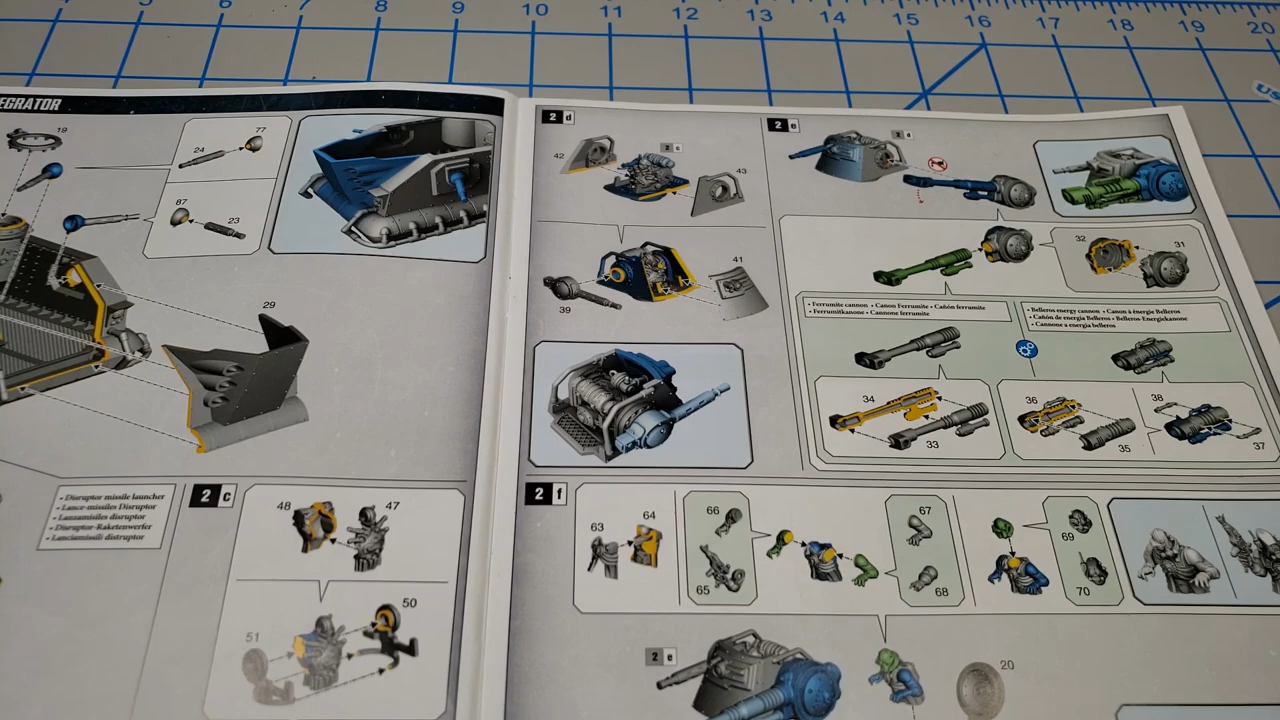 5
6
7
8
9
10
11
12
13
14
15
16
17
18
19
20
US
EGRATOR
19
24
77
87
23
29
• Disruptor missile launcher
• Lance-missiles Disruptor
• Lanzamisiles disruptor
• Disruptor-Raketenwerfer
• Lanciamissili distruptor
2 c
48
47
51
50
2 d
42
2 c
43
39
41
2 e
32
31
• Ferrumite cannon • Canon Ferrumite • Cañón ferrumite
• Ferrumitkanone • Cannone ferrumite
• Belleros energy cannon • Canon à énergie Belleros
• Cañón de energía Belleros • Belleros-Energiekanone
• Cannone a energia belleros
34
33
36
35
38
37
2 f
63
64
66
65
67
68
69
70
2 e
20